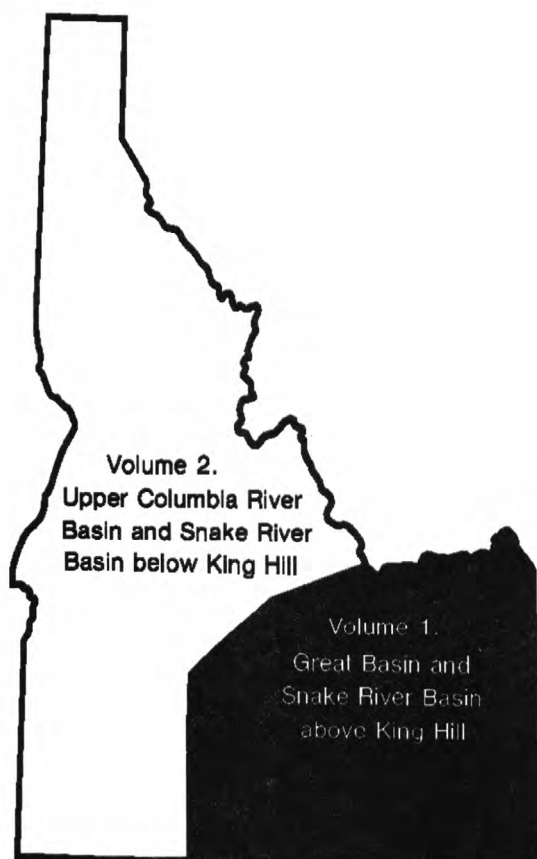 Volume 2.
Upper Columbia River
Basin and Snake River
Basin below King Hill
Volume 1.
Great Basin and
Snake River Basin
above King Hill